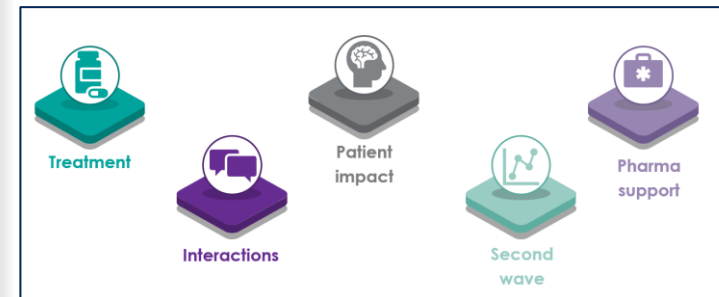 Treatment
Interactions
Patient
impact
Second
wave
Pharma
support